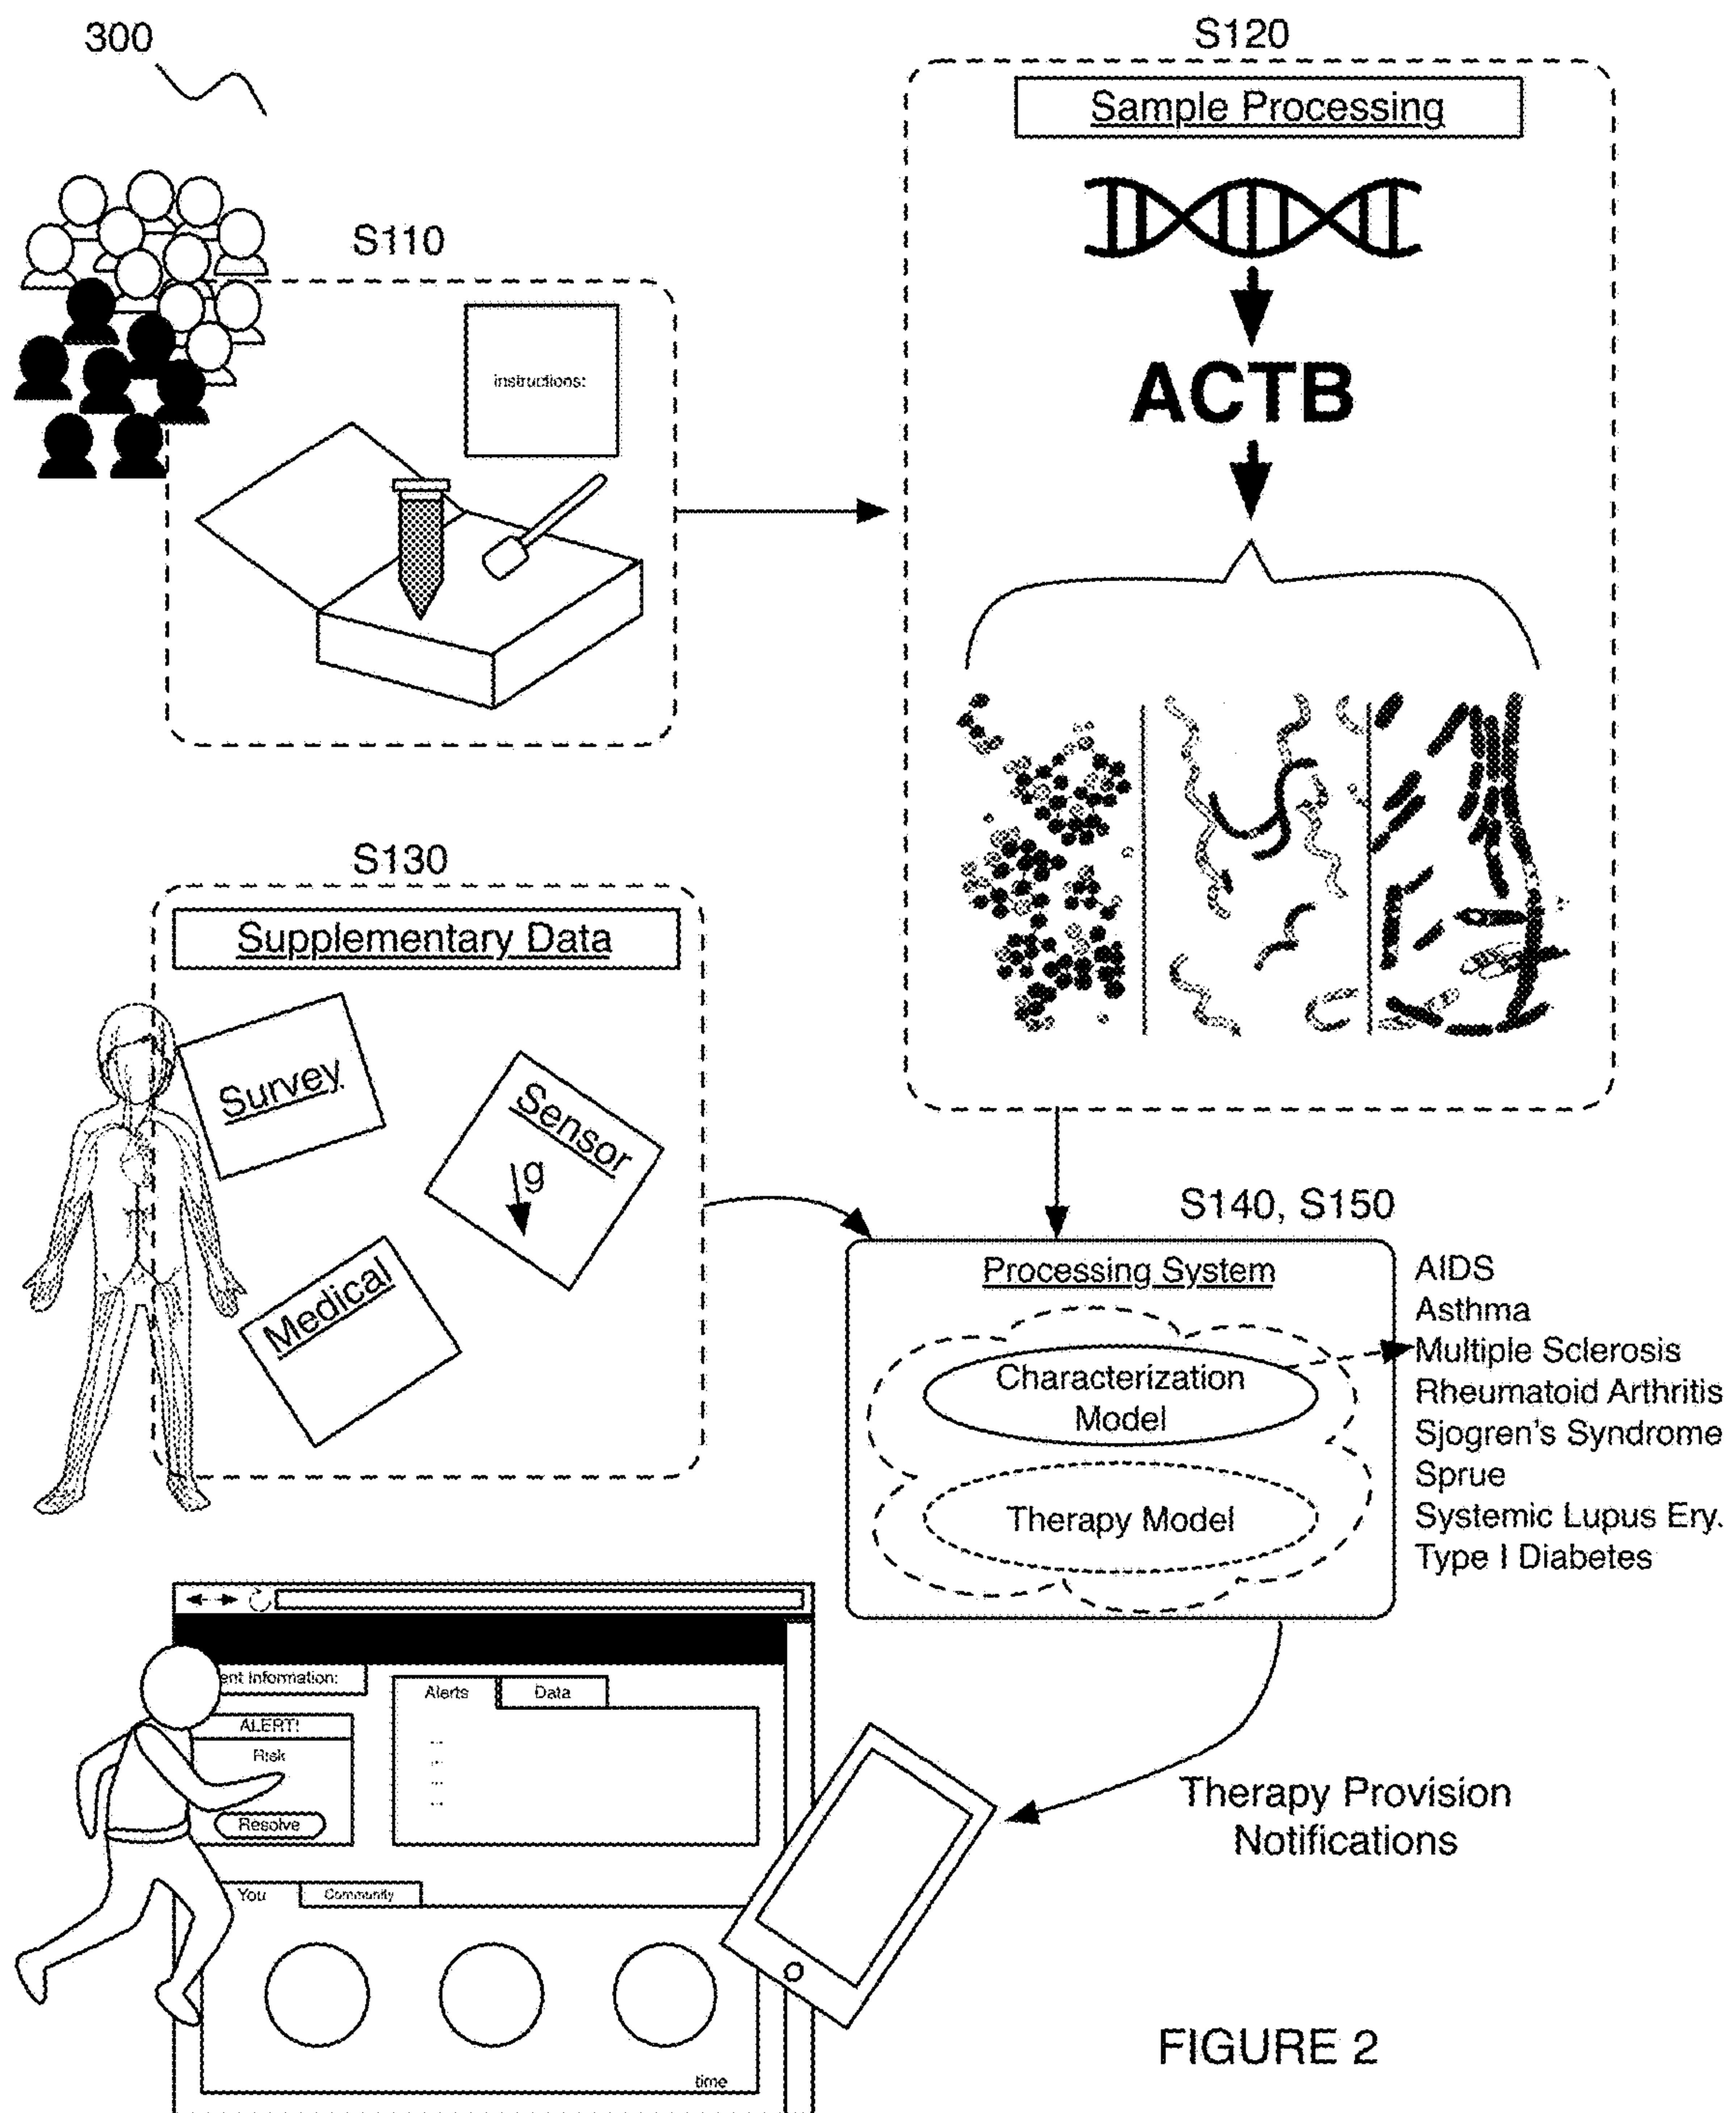 300
S110
instructions:
S120
Sample Processing
ACTB
S130
Supplementary Data
Survey
Sensor
g
Medical
S140, S150
Processing System
Characterization
Model
Therapy Model
AIDS
Asthma
Multiple Sclerosis
Rheumatoid Arthritis
Sjogren's Syndrome
Sprue
Systemic Lupus Ery.
Type I Diabetes
ent Information:
ALERT!
Risk
Resolve
Alerts
Data
You
Community
time
Therapy Provision
Notifications
FIGURE 2